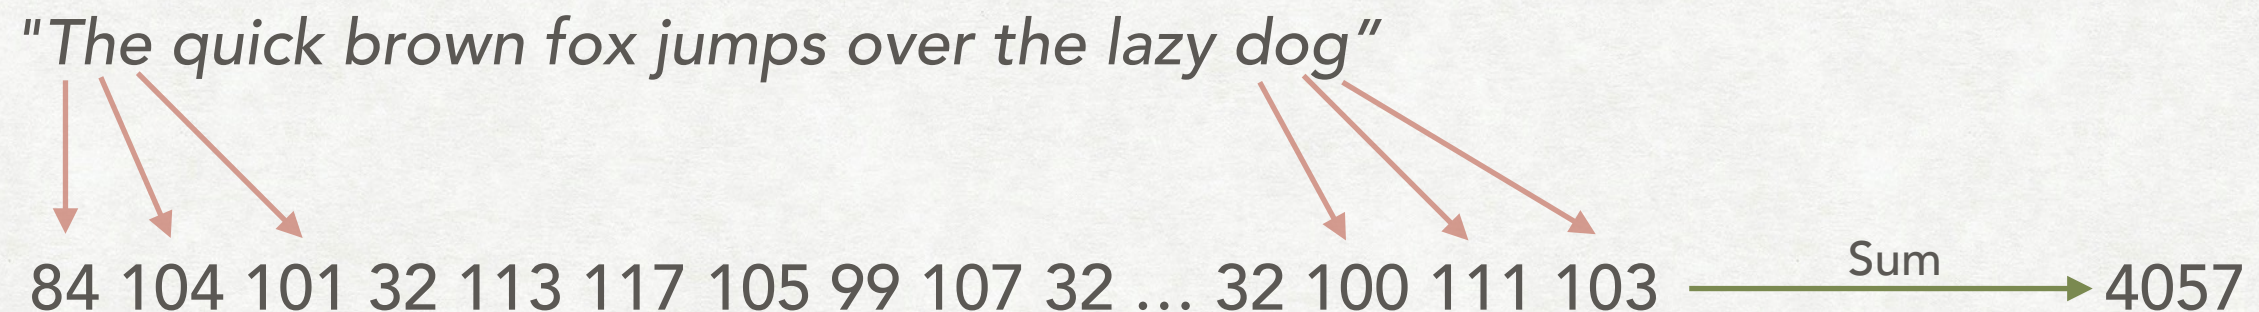 "The quick brown fox jumps over the lazy dog”
Sum
84 104 101 32 113 117 105 99 107 32 … 32 100 111 103 4057